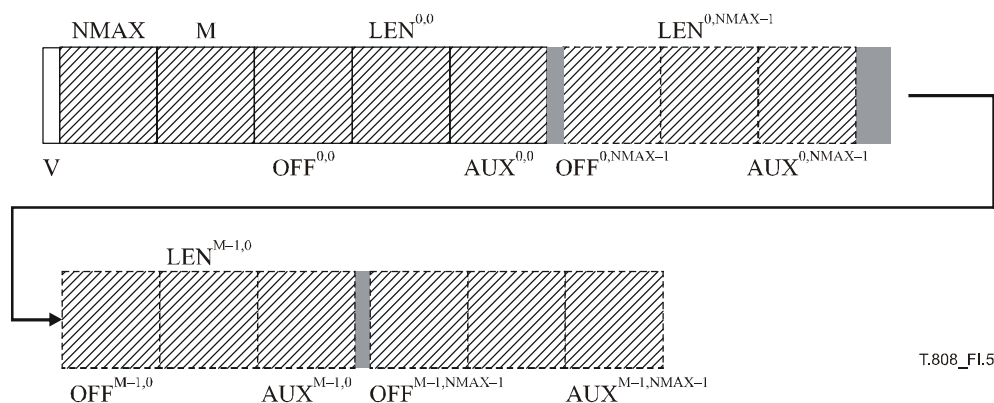 NMAX M LEN^0,0 LEN^0,NMAX–1
V OFF^0,0 AUX^0,0 OFF^0,NMAX–1 AUX^0,NMAX–1
LEN^M–1,0
OFF^M–1,0 AUX^M–1,0 OFF^M–1,NMAX–1 AUX^M–1,NMAX–1
T.808_FI.5